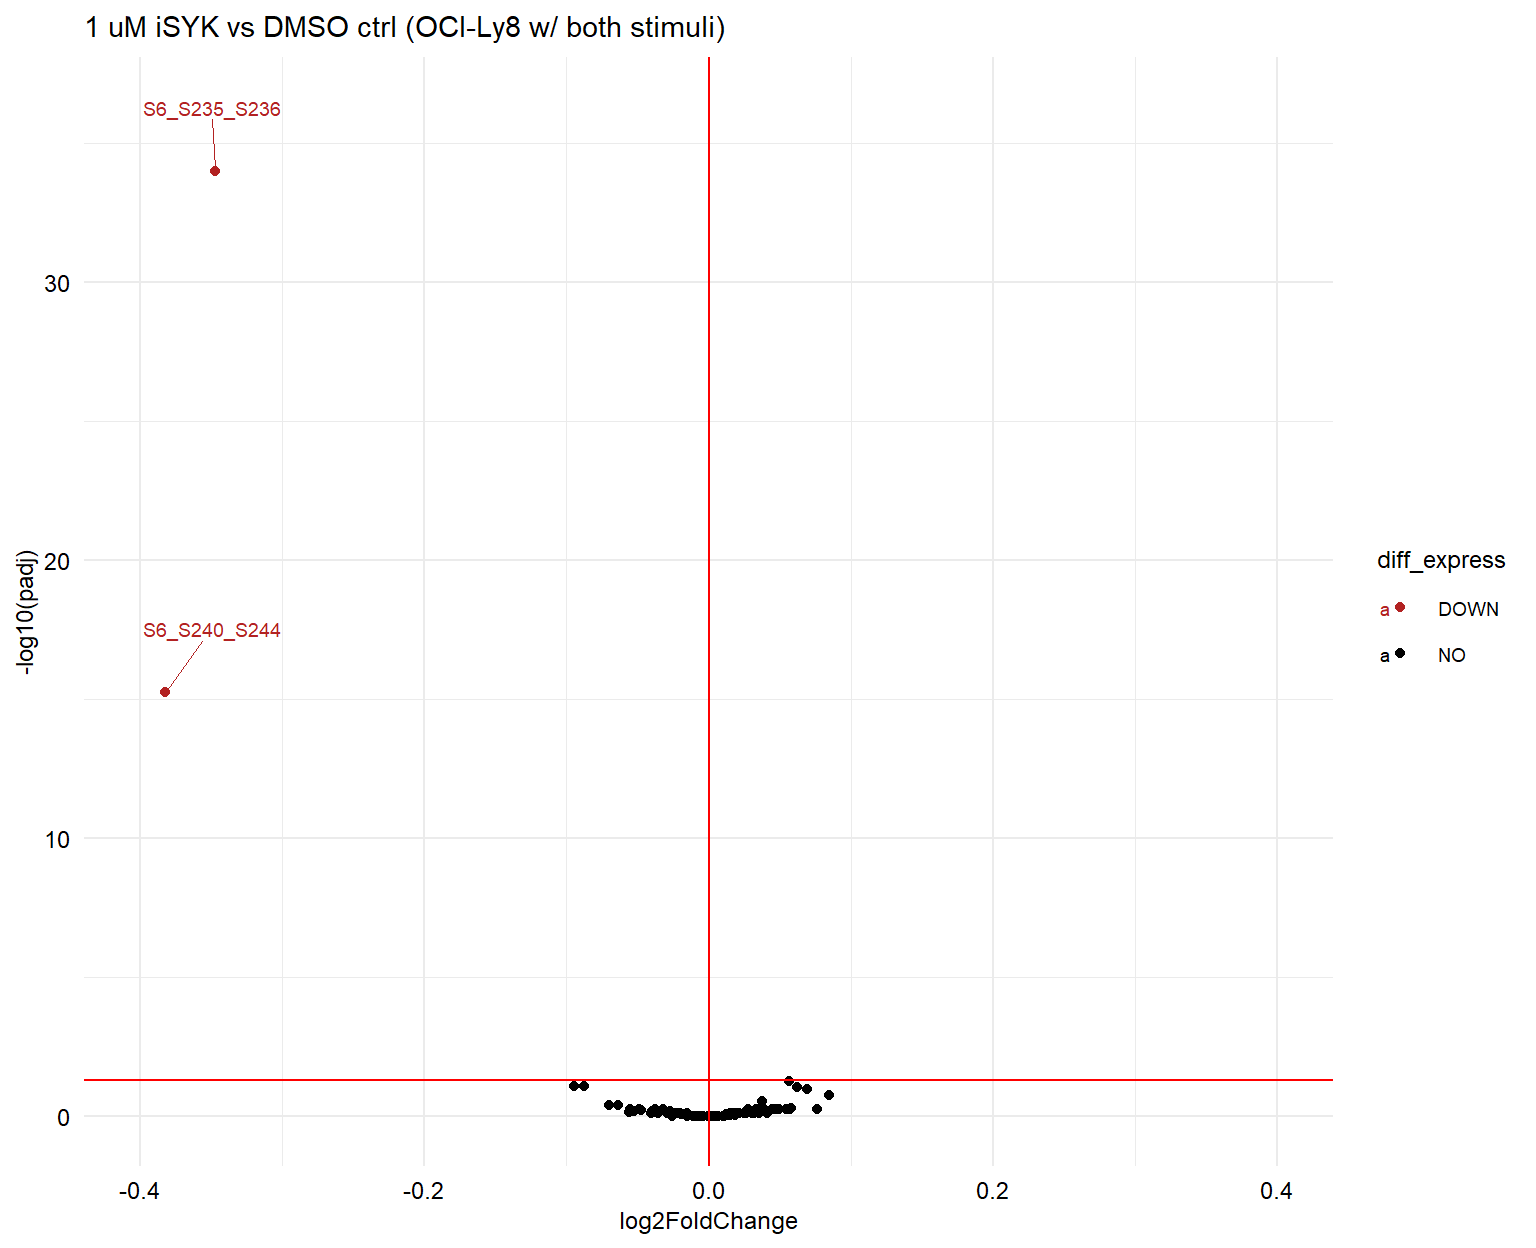 1 uM iSYK vs DMSO ctrl (OCI-Ly8 w/ both stimuli)
S6_S235_S236
30
-log10(padj)
20
diff_express
a DOWN
S6_S240_S244
a NO
10
0
-0.4 -0.2 0.0 0.2 0.4
log2FoldChange